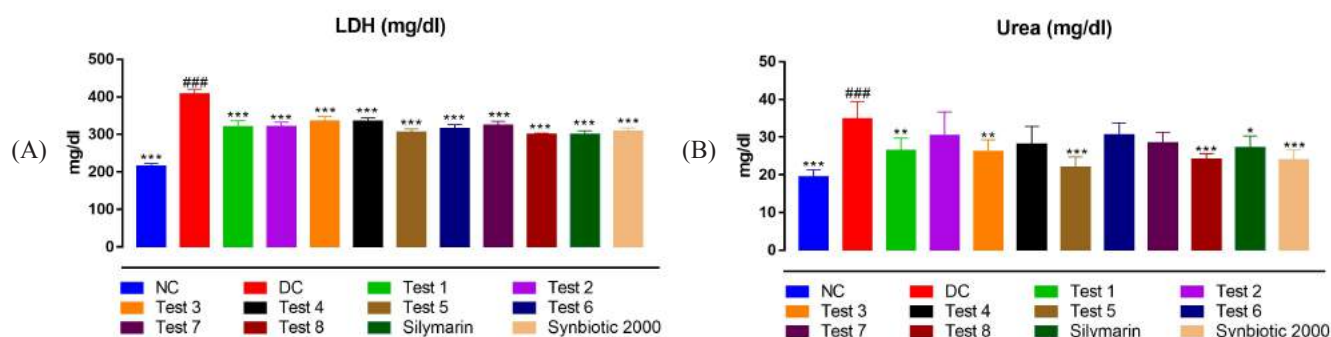 (A)
LDH (mg/dl)
mg/dl
500
400
300
200
100
0
***
###
***
***
***
***
***
***
***
***
***
***
NC DC Test 1 Test 2
Test 3 Test 4 Test 5 Test 6
Test 7 Test 8 Silymarin Synbiotic 2000
(B)
Urea (mg/dl)
mg/dl
50
40
30
20
10
0
***
###
**
**
***
***
*
***
NC DC Test 1 Test 2
Test 3 Test 4 Test 5 Test 6
Test 7 Test 8 Silymarin Synbiotic 2000